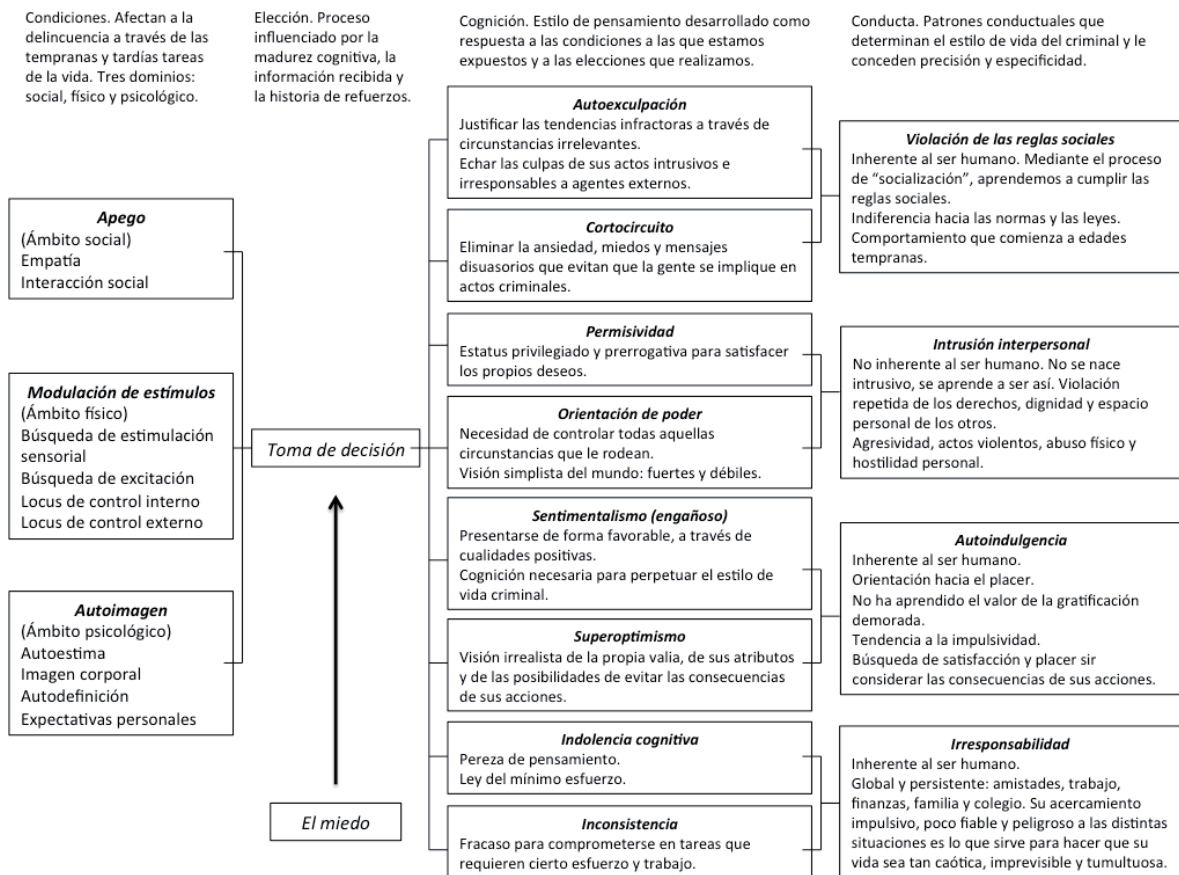 Condiciones. Afectan a la
delincuencia a través de las
tempranas y tardías tareas
de la vida. Tres dominios:
social, físico y psicológico.
Elección. Proceso
influenciado por la
madurez cognitiva, la
información recibida y
la historia de refuerzos.
Cognición. Estilo de pensamiento desarrollado como
respuesta a las condiciones a las que estamos
expuestos y a las elecciones que realizamos.
Conducta. Patrones conductuales que
determinan el estilo de vida del criminal y le
conceden precisión y especificidad.
Apego
(Ámbito social)
Empatía
Interacción social
Modulación de estímulos
(Ámbito físico)
Búsqueda de estimulación
sensorial
Búsqueda de excitación
Locus de control interno
Locus de control externo
Autoimagen
(Ámbito psicológico)
Autoestima
Imagen corporal
Autodefinición
Expectativas personales
Toma de decisión
El miedo
Autoexculpación
Justificar las tendencias infractoras a través de
circunstancias irrelevantes.
Echar las culpas de sus actos intrusivos e
irresponsables a agentes externos.
Cortocircuito
Eliminar la ansiedad, miedos y mensajes
disuasorios que evitan que la gente se implique en
actos criminales.
Permisividad
Estatus privilegiado y prerrogativa para satisfacer
los propios deseos.
Orientación de poder
Necesidad de controlar todas aquellas
circunstancias que le rodean.
Visión simplista del mundo: fuertes y débiles.
Sentimentalismo (engañoso)
Presentarse de forma favorable, a través de
cualidades positivas.
Cognición necesaria para perpetuar el estilo de
vida criminal.
Superoptimismo
Visión irrealista de la propia valia, de sus atributos
y de las posibilidades de evitar las consecuencias
de sus acciones.
Indolencia cognitiva
Pereza de pensamiento.
Ley del mínimo esfuerzo.
Inconsistencia
Fracaso para comprometerse en tareas que
requieren cierto esfuerzo y trabajo.
Violación de las reglas sociales
Inherente al ser humano. Mediante el proceso
de “socialización”, aprendemos a cumplir las
reglas sociales.
Indiferencia hacia las normas y las leyes.
Comportamiento que comienza a edades
tempranas.
Intrusión interpersonal
No inherente al ser humano. No se nace
intrusivo, se aprende a ser así. Violación
repetida de los derechos, dignidad y espacio
personal de los otros.
Agresividad, actos violentos, abuso físico y
hostilidad personal.
Autoindulgencia
Inherente al ser humano.
Orientación hacia el placer.
No ha aprendido el valor de la gratificación
demorada.
Tendencia a la impulsividad.
Búsqueda de satisfacción y placer sir
considerar las consecuencias de sus acciones.
Irresponsabilidad
Inherente al ser humano.
Global y persistente: amistades, trabajo,
finanzas, familia y colegio. Su acercamiento
impulsivo, poco fiable y peligroso a las distintas
situaciones es lo que sirve para hacer que su
vida sea tan caótica, imprevisible y tumultuosa.